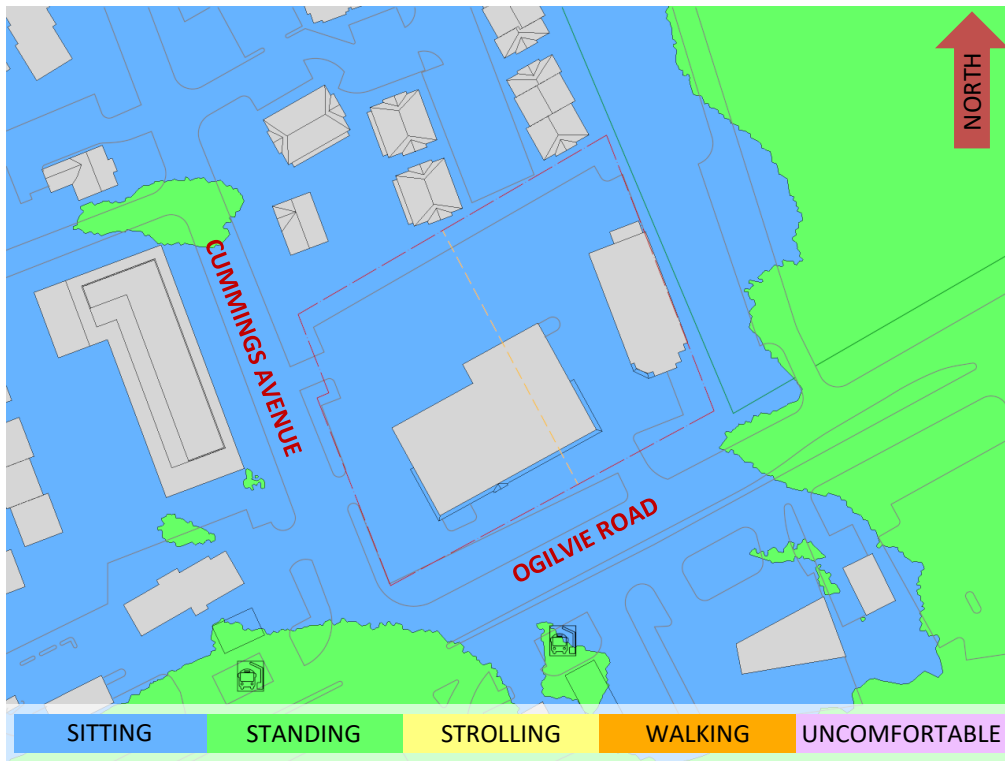 NORTH
CUMMINGS AVENUE
OGILVIE ROAD
SITTING
STANDING
STROLLING
WALKING
UNCOMFORTABLE